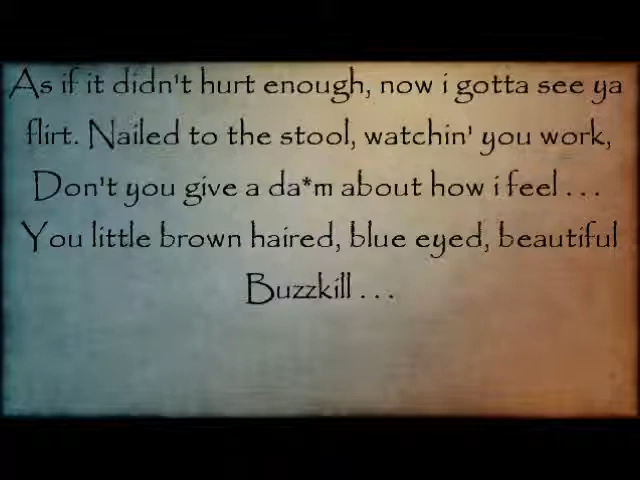 As if it didn't hurt enough, now i gotta see ya
flirt. Nailed to the stool, watchin' you work,
Don't you give a da*m about how i feel . . .
You little brown haired, blue eyed, beautiful
Buzzkill . . .